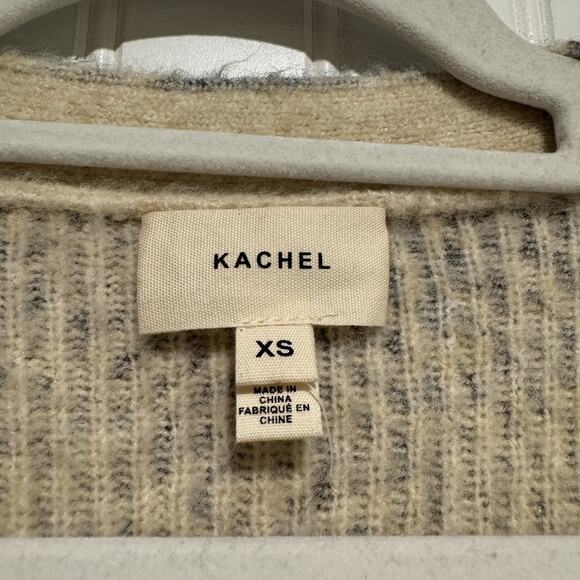 KACHEL
XS
MADE IN
CHINA
FABRIQUÉ EN
CHINE